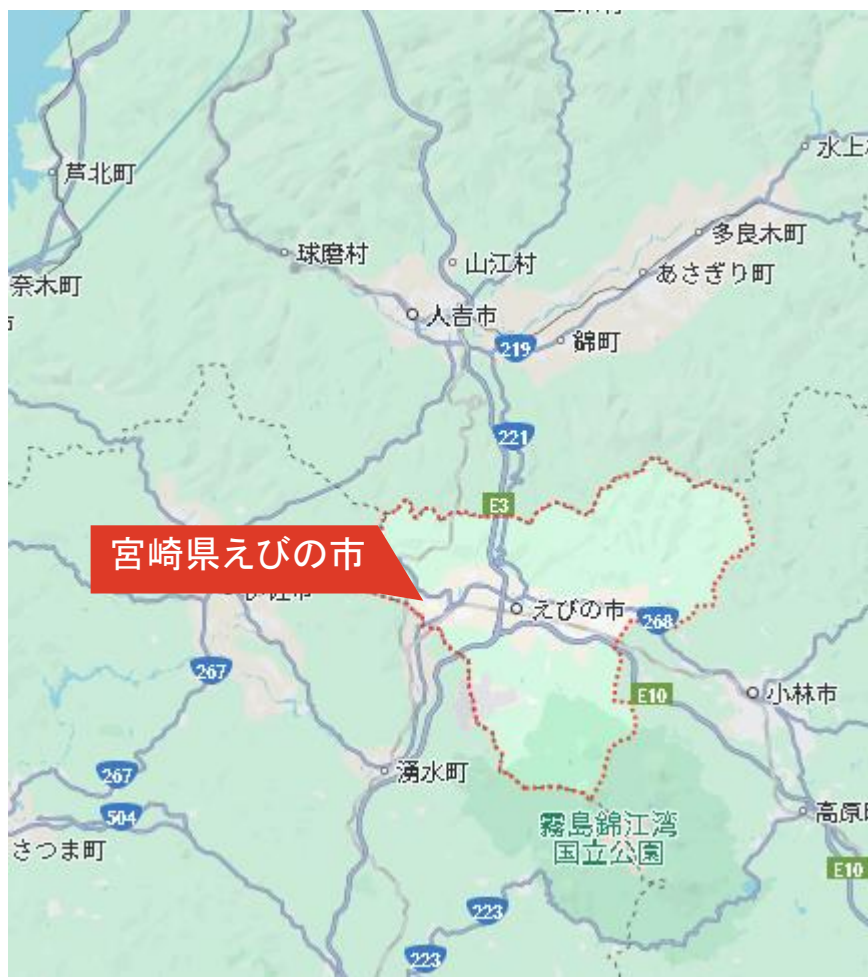 芦北町
水上
多良木町
球磨村
山江村
あさぎり町
奈木町
人吉市
219
錦町
221
E3
宮崎県えびの市
えびの市
268
267
E10
小林市
湧水町
267
504
高原町
霧島錦江湾
国立公園
さつま町
E10
223
223